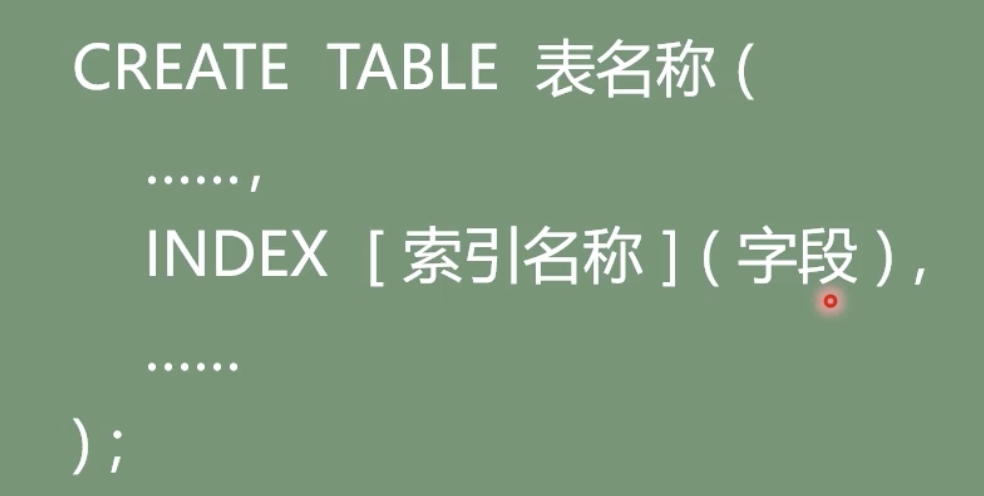 CREATE TABLE 表名称 (
……,
INDEX [ 索引名称 ] ( 字段 ) ,
……
) ;